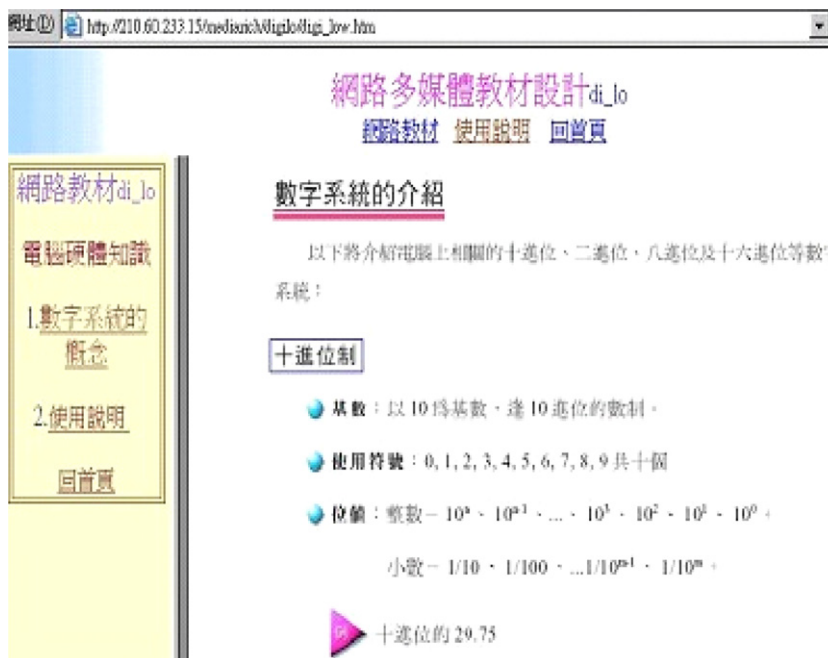 網址(D) http://210.60.233.15/mediarich/digilo/digi_low.htm
網路多媒體教材設計di_lo
網路教材 使用說明 回首頁
網路教材di_lo
電腦硬體知識
1.數字系統的
概念
2.使用說明
回首頁
數字系統的介紹
以下將介紹電腦上相關的十進位、二進位、八進位及十六進位等數字
系統：
十進位制
基數：以 10 為基數、逢 10 進位的數制。
使用符號：0, 1, 2, 3, 4, 5, 6, 7, 8, 9 共十個
位值：整數－ 10ⁿ、10ⁿ⁻¹、...、10³、10²、10¹、10⁰。
小數－ 1/10、1/100、...1/10ᵐ⁻¹、1/10ᵐ。
十進位的 29.75